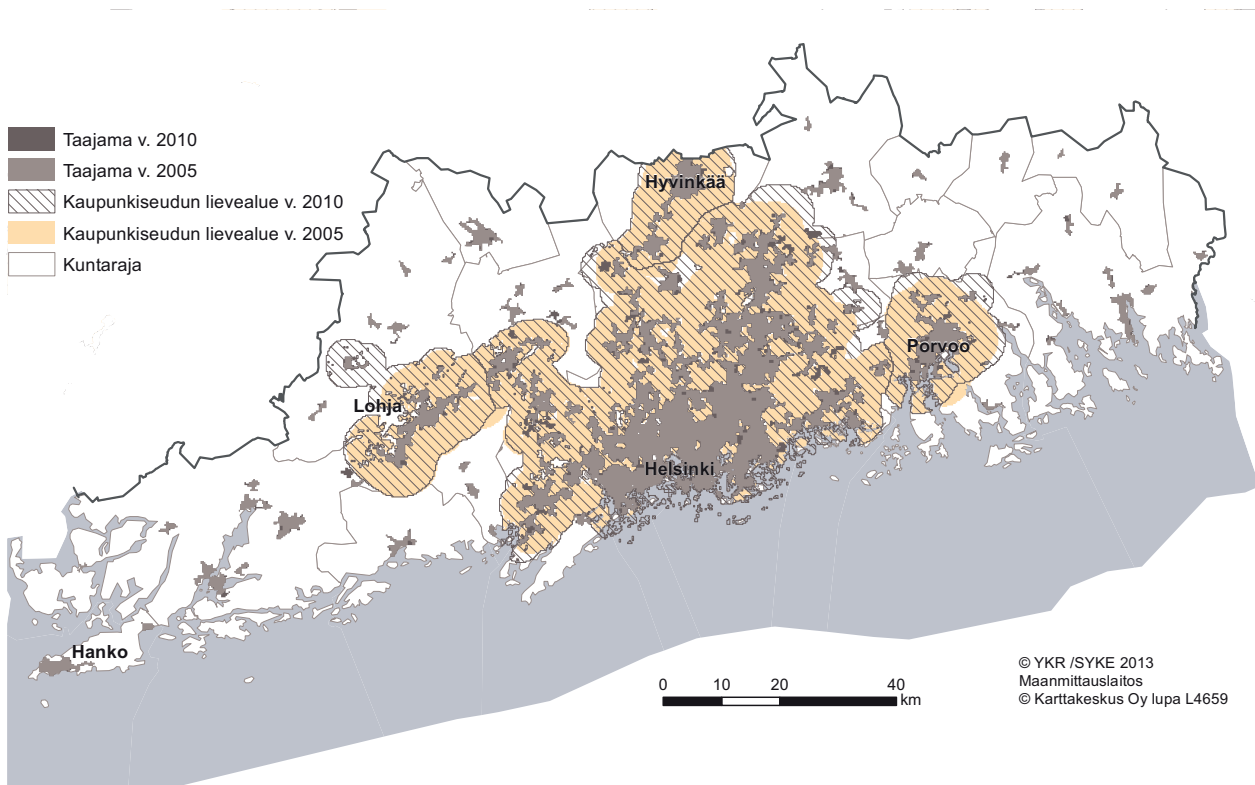 Taajama v. 2010
Taajama v. 2005
Kaupunkiseudun lievealue v. 2010
Kaupunkiseudun lievealue v. 2005
Kuntaraja
Hyvinkää
Porvoo
Lohja
Helsinki
Hanko
0 10 20 40
km
© YKR /SYKE 2013
Maanmittauslaitos
© Karttakeskus Oy lupa L4659